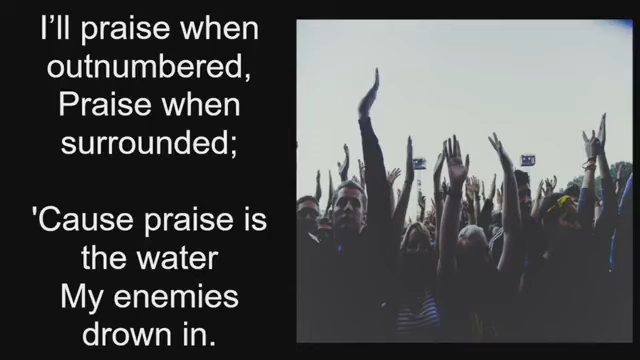 I’ll praise when
outnumbered,
Praise when
surrounded;
'Cause praise is
the water
My enemies
drown in.